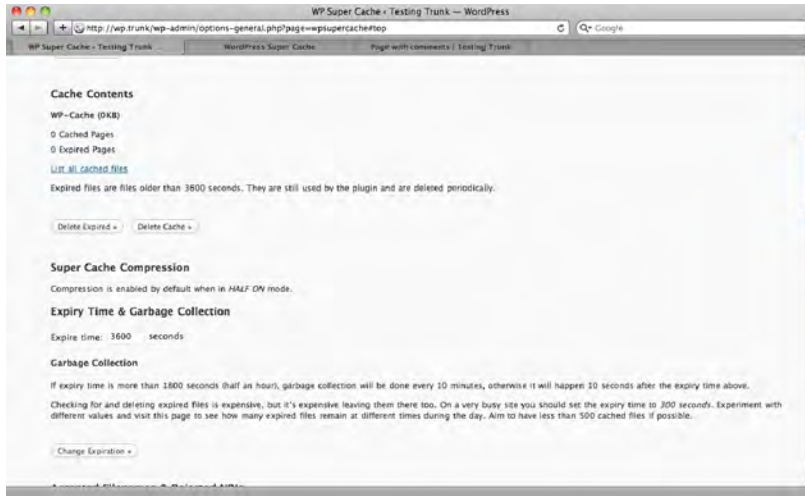 WP Super Cache ‹ Testing Trunk — WordPress
http://wp.trunk/wp-admin/options-general.php?page=wpsupercache#top
Google
WP Super Cache ‹ Testing Trunk
WordPress Super Cache
Page with comments | Testing Trunk
Cache Contents
WP-Cache (0KB)
0 Cached Pages
0 Expired Pages
List all cached files
Expired files are files older than 3600 seconds. They are still used by the plugin and are deleted periodically.
Delete Expired »
Delete Cache »
Super Cache Compression
Compression is enabled by default when in HALF ON mode.
Expiry Time & Garbage Collection
Expire time: 3600 seconds
Garbage Collection
If expiry time is more than 1800 seconds (half an hour), garbage collection will be done every 10 minutes, otherwise it will happen 10 seconds after the expiry time above.
Checking for and deleting expired files is expensive, but it's expensive leaving them there too. On a very busy site you should set the expiry time to 300 seconds. Experiment with
different values and visit this page to see how many expired files remain at different times during the day. Aim to have less than 500 cached files if possible.
Change Expiration »